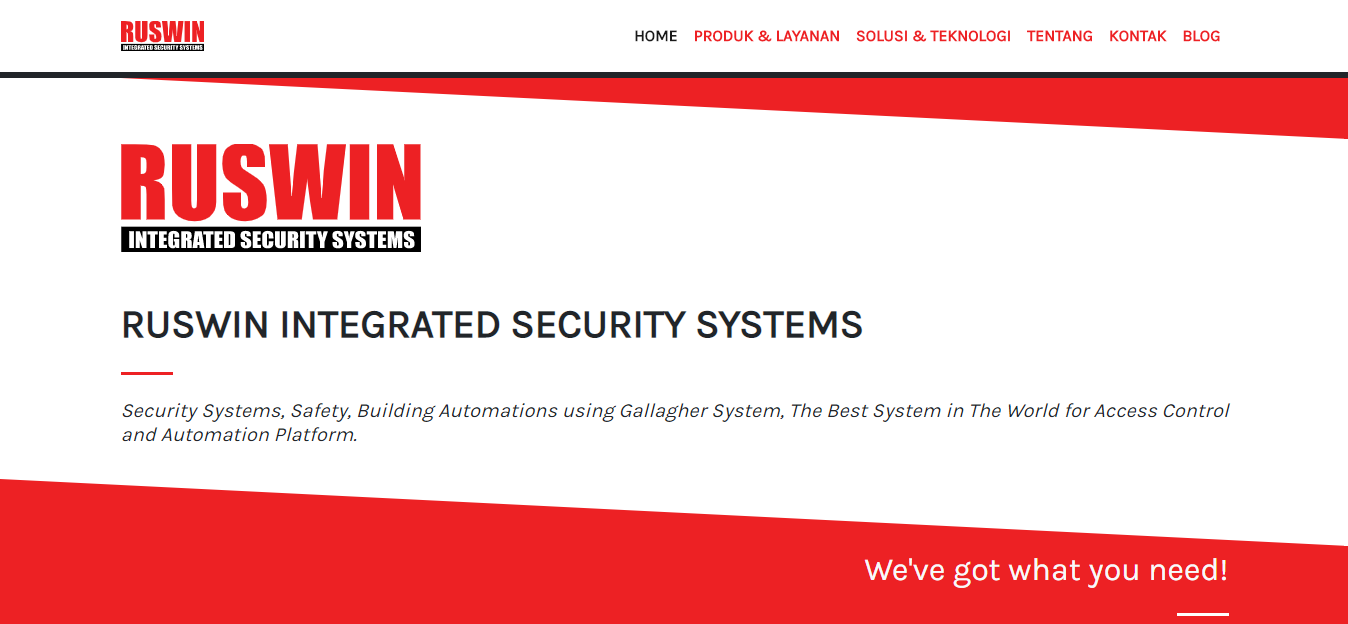 RUSWIN
INTEGRATED SECURITY SYSTEMS
HOME PRODUK & LAYANAN SOLUSI & TEKNOLOGI TENTANG KONTAK BLOG
RUSWIN
INTEGRATED SECURITY SYSTEMS
RUSWIN INTEGRATED SECURITY SYSTEMS
Security Systems, Safety, Building Automations using Gallagher System, The Best System in The World for Access Control
and Automation Platform.
We've got what you need!